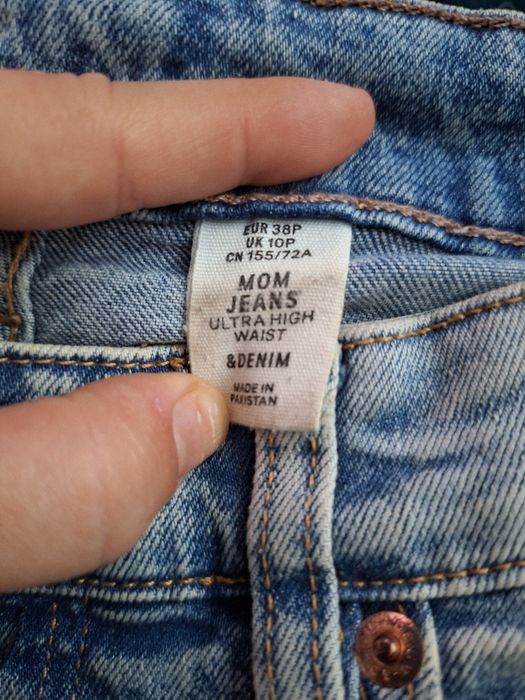 EUR 38P
UK 10P
CN 155/72A
MOM
JEANS
ULTRA HIGH
WAIST
&DENIM
MADE IN
PAKISTAN